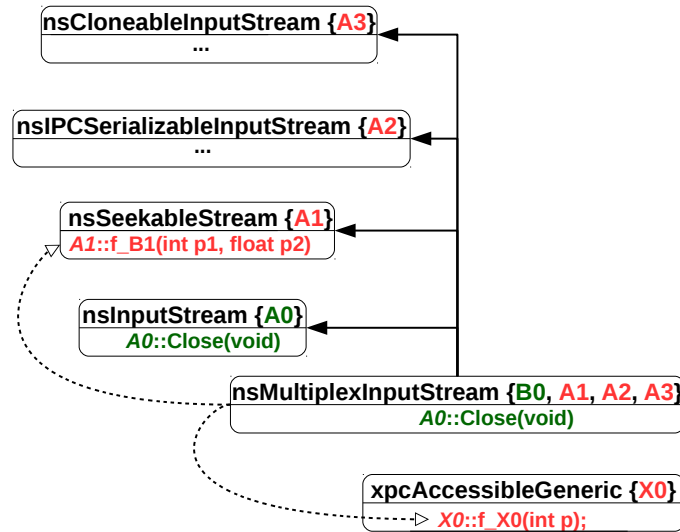 nsCloneableInputStream {A3}
...
nsIPCSerializableInputStream {A2}
...
nsSeekableStream {A1}
A1::f_B1(int p1, float p2)
nsInputStream {A0}
A0::Close(void)
nsMultiplexInputStream {B0, A1, A2, A3}
A0::Close(void)
xpcAccessibleGeneric {X0}
X0::f_X0(int p);